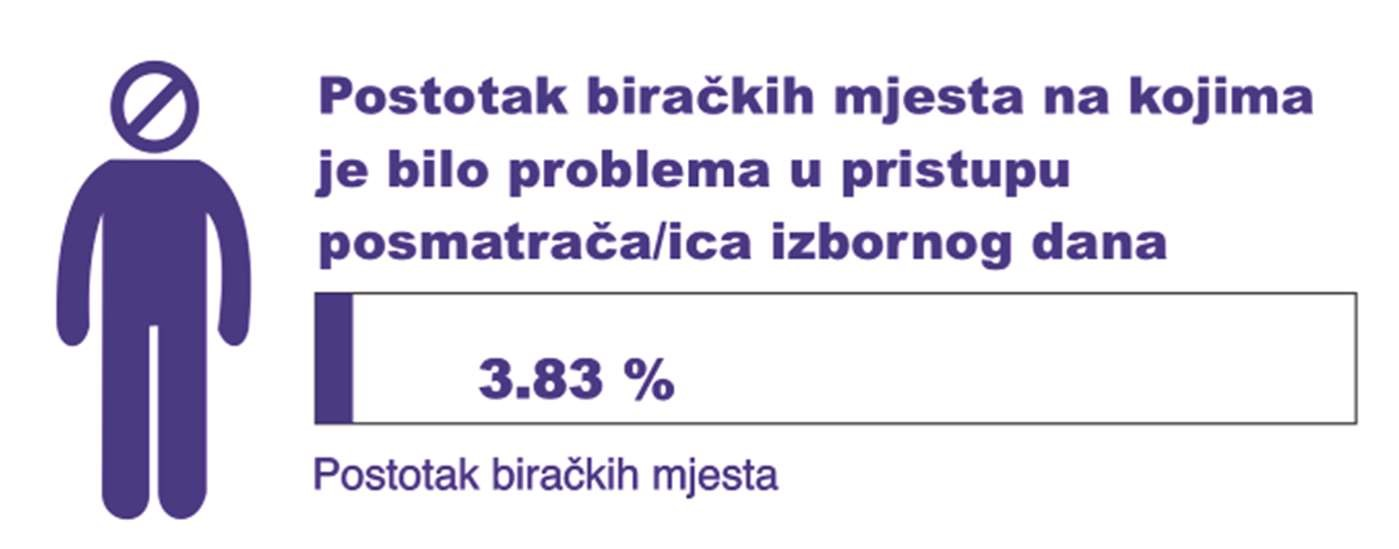 Postotak biračkih mjesta na kojima
je bilo problema u pristupu
posmatrača/ica izbornog dana
3.83 %
Postotak biračkih mjesta